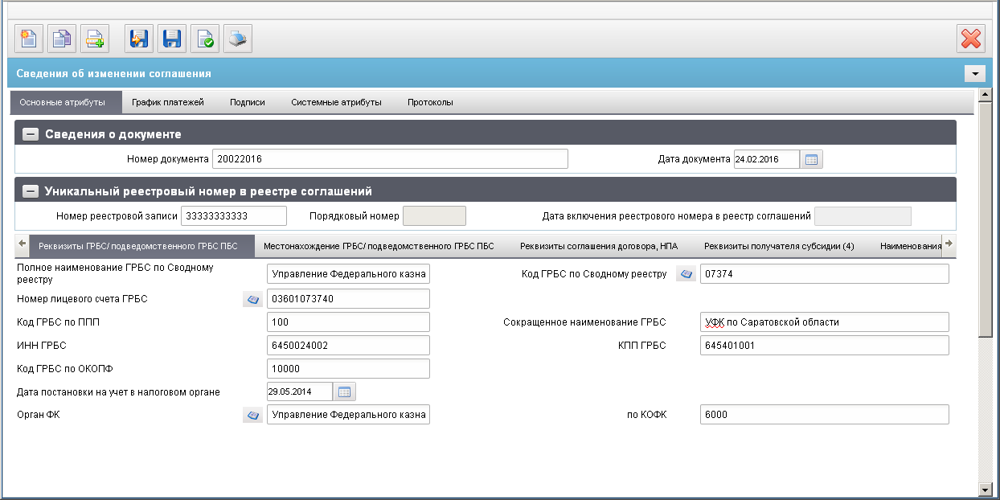 Сведения об изменении соглашения
Основные атрибуты График платежей Подписи Системные атрибуты Протоколы
Сведения о документе
Номер документа 20022016 Дата документа 24.02.2016
Уникальный реестровый номер в реестре соглашений
Номер реестровой записи 33333333333 Порядковый номер Дата включения реестрового номера в реестр соглашений
Реквизиты ГРБС/ подведомственного ГРБС ПБС Местонахождение ГРБС/ подведомственного ГРБС ПБС Реквизиты соглашения договора, НПА Реквизиты получателя субсидии (4) Наименования
Полное наименование ГРБС по Сводному
реестру
Управление Федерального казна Код ГРБС по Сводному реестру 07374
Номер лицевого счета ГРБС 03601073740
Код ГРБС по ППП 100 Сокращенное наименование ГРБС УФК по Саратовской области
ИНН ГРБС 6450024002 КПП ГРБС 645401001
Код ГРБС по ОКОПФ 10000
Дата постановки на учет в налоговом органе 29.05.2014
Орган ФК Управление Федерального казна по КОФК 6000